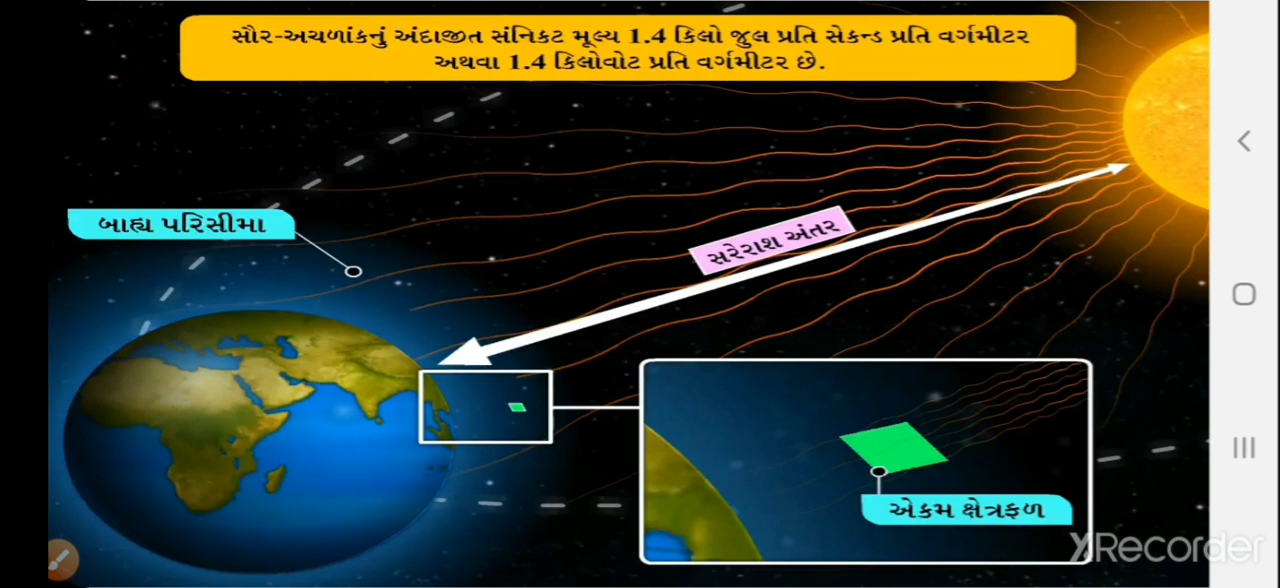 સૌર-અચળાંકનું અંદાજીત સંનિકટ મૂલ્ય 1.4 કિલો જુલ પ્રતિ સેકન્ડ પ્રતિ વર્ગમીટર
અથવા 1.4 કિલોવોટ પ્રતિ વર્ગમીટર છે.
બાહ્ય પરિસીમા
સરેરાશ અંતર
એકમ ક્ષેત્રફળ
XRecorder